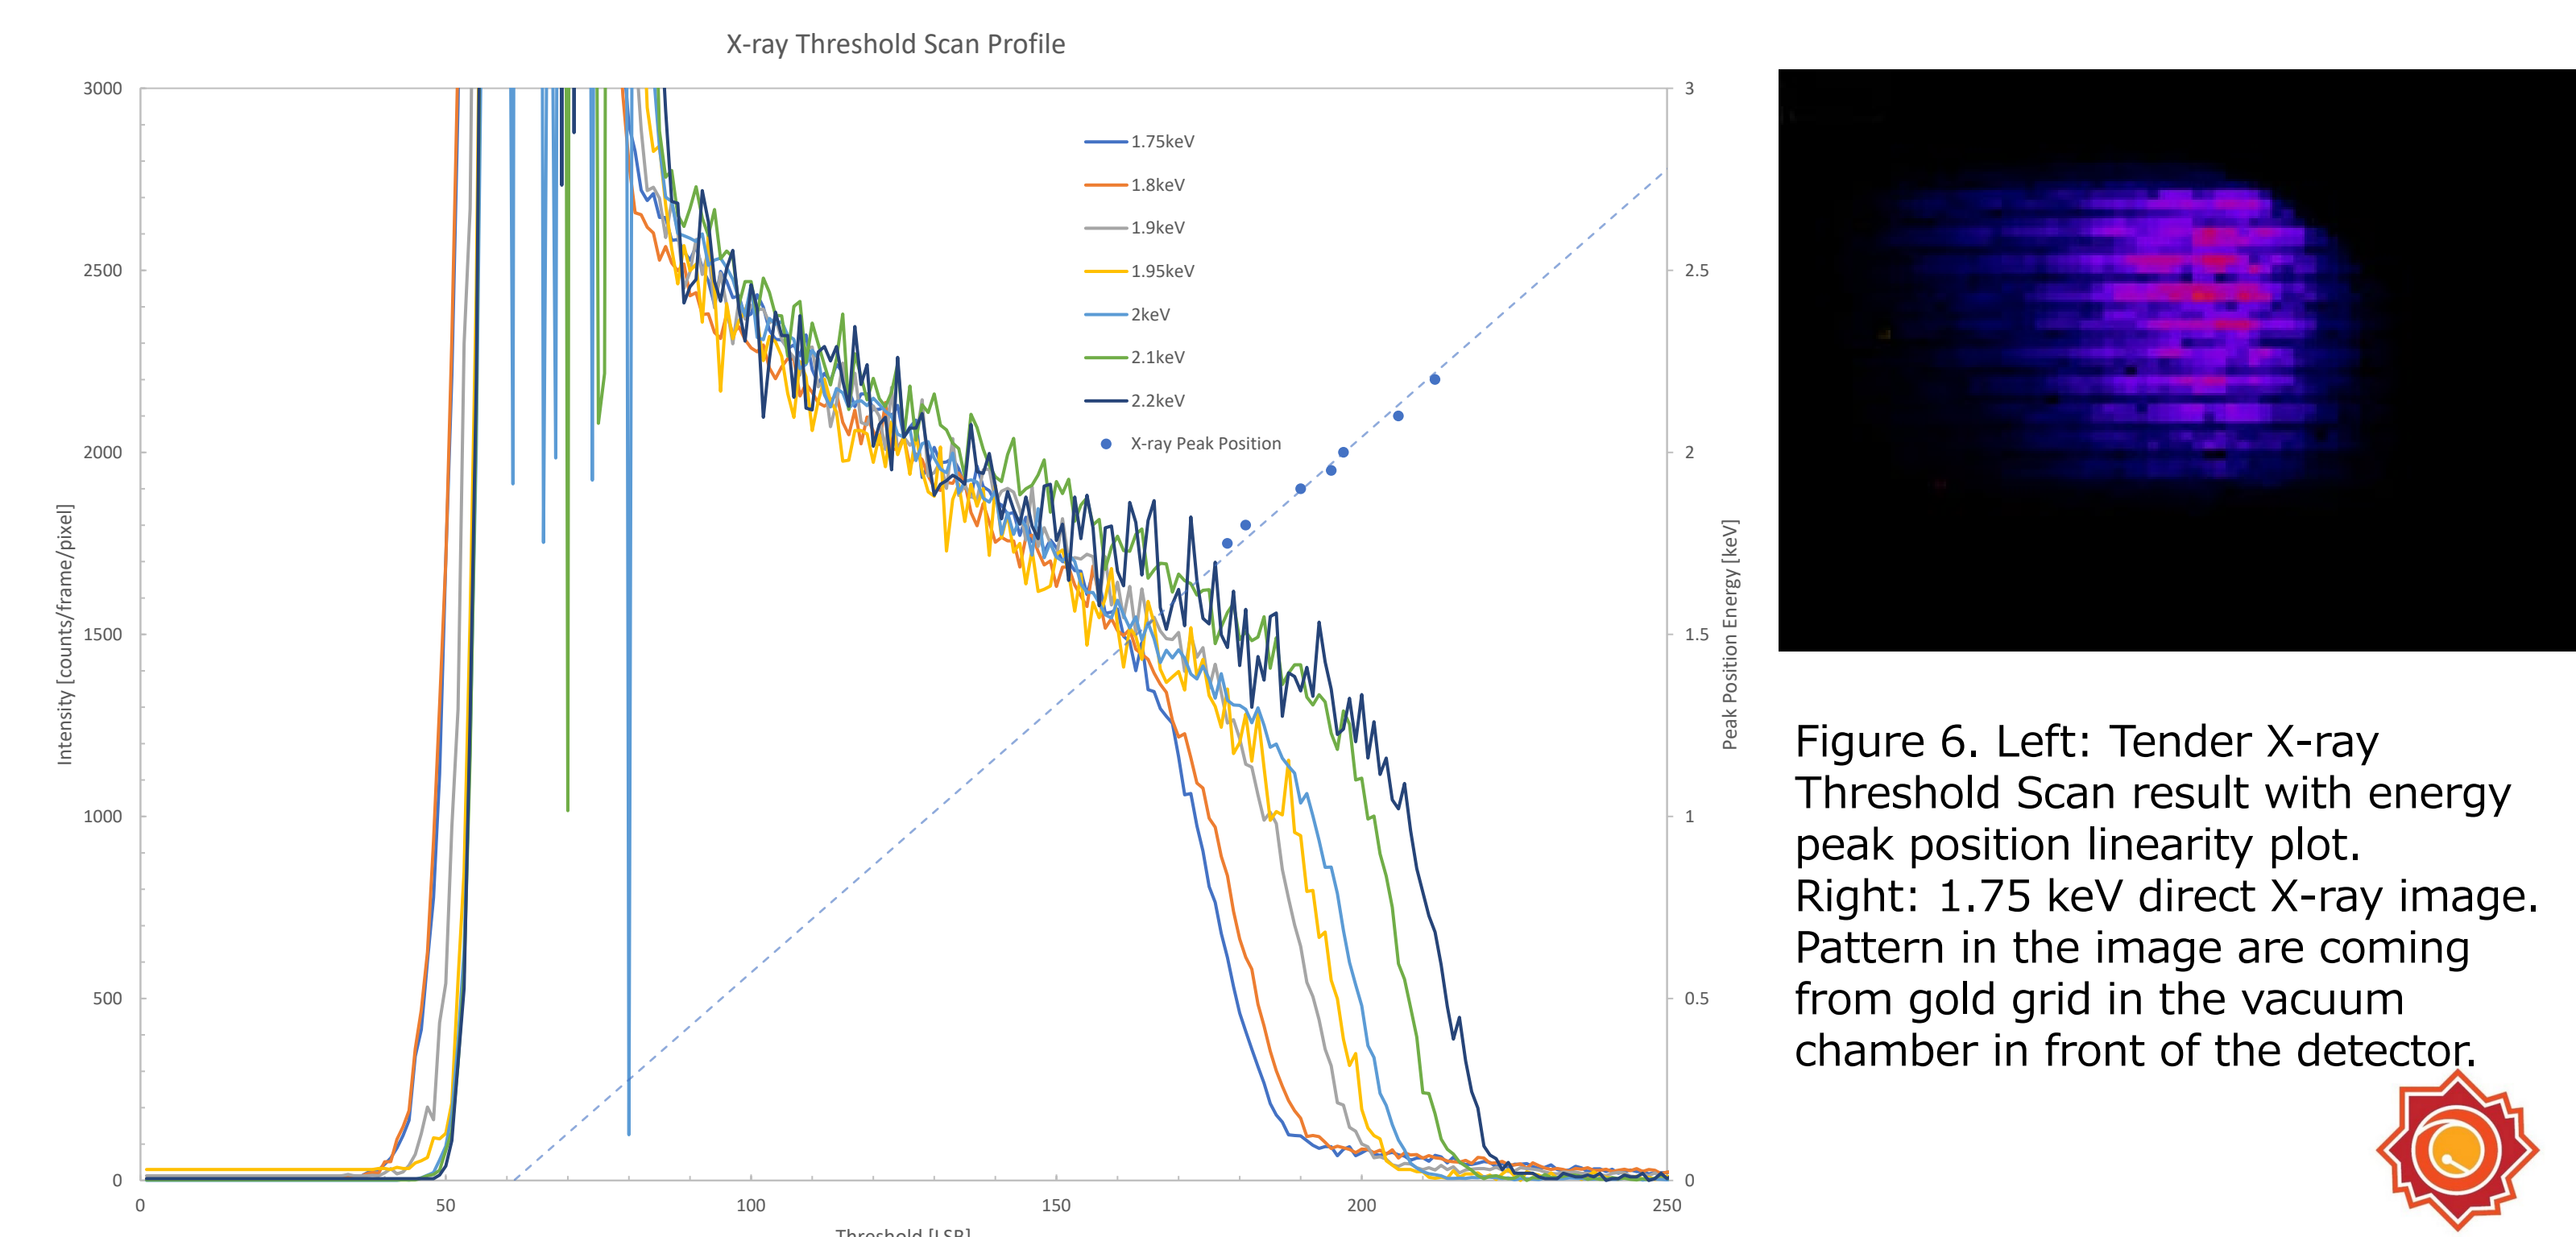 X-ray Threshold Scan Profile
3000
2500
2000
1500
1000
500
0
Intensity [counts/frame/pixel]
0
50
100
150
200
250
Threshold [LSB]
3
2.5
2
1.5
1
0.5
0
Peak Position Energy [keV]
1.75keV
1.8keV
1.9keV
1.95keV
2keV
2.1keV
2.2keV
X-ray Peak Position
Figure 6. Left: Tender X-ray
Threshold Scan result with energy
peak position linearity plot.
Right: 1.75 keV direct X-ray image.
Pattern in the image are coming
from gold grid in the vacuum
chamber in front of the detector.